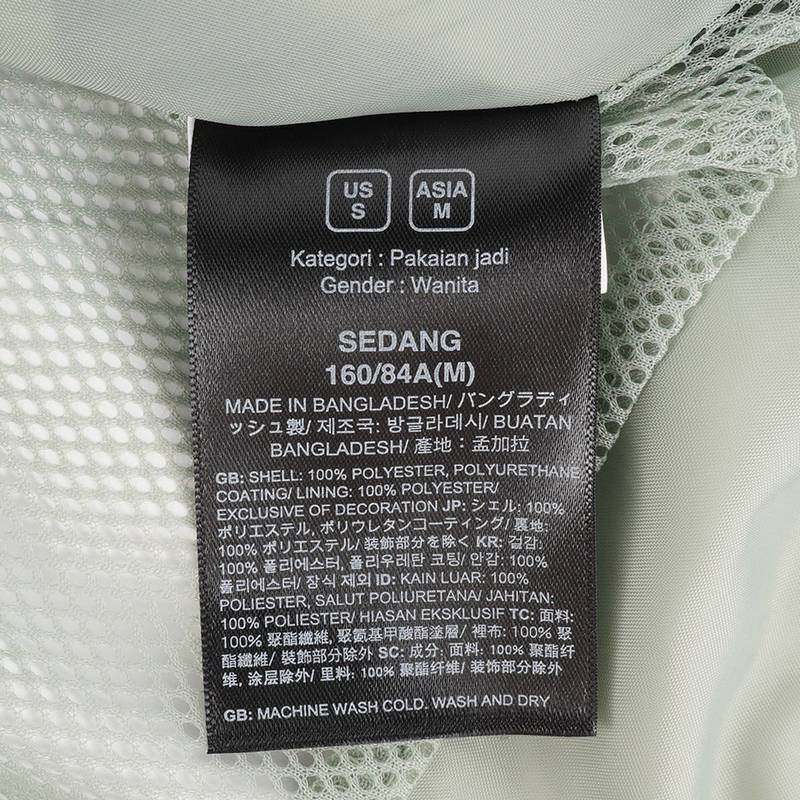 US
S
ASIA
M
Kategori : Pakaian jadi
Gender : Wanita
SEDANG
160/84A(M)
MADE IN BANGLADESH/ バングラディ
ッシュ製/ 제조국: 방글라데시/ BUATAN
BANGLADESH/ 產地：孟加拉
GB: SHELL: 100% POLYESTER, POLYURETHANE
COATING/ LINING: 100% POLYESTER/
EXCLUSIVE OF DECORATION JP: シェル: 100%
ポリエステル, ポリウレタンコーティング/ 裏地:
100% ポリエステル/ 装飾部分を除く KR: 겉감:
100% 폴리에스터, 폴리우레탄 코팅/ 안감: 100%
폴리에스터/ 장식 제외 ID: KAIN LUAR: 100%
POLIESTER, SALUT POLIURETANA/ JAHITAN:
100% POLIESTER/ HIASAN EKSKLUSIF TC: 面料:
100% 聚酯纖維, 聚氨基甲酸酯塗層/ 裡布: 100% 聚
酯纖維/ 裝飾部分除外 SC: 成分: 面料: 100% 聚酯纤
维, 涂层除外/ 里料: 100% 聚酯纤维/ 装饰部分除外
GB: MACHINE WASH COLD. WASH AND DRY